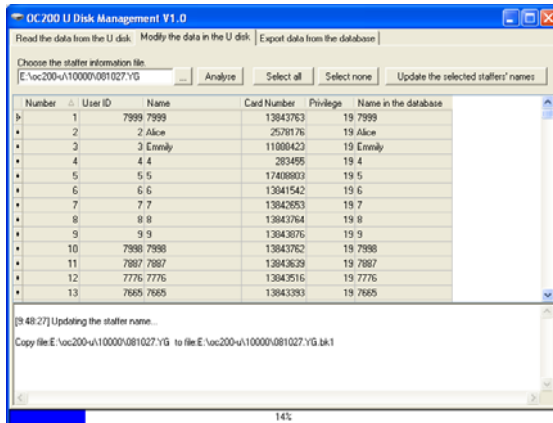 OC200 U Disk Management V1.0
Read the data from the U disk Modify the data in the U disk Export data from the database
Choose the staffer information file.
E:\oc200-u\10000\081027.YG ... Analyse Select all Select none Update the selected staffers' names
Number User ID Name Card Number Privilege Name in the database
1 7999 7999 13843763 19 7999
2 2 Alice 2578176 19 Alice
3 3 Emmily 11808423 19 Emmily
4 4 4 283455 19 4
5 5 5 17408803 19 5
6 6 6 13841542 19 6
7 7 7 13842653 19 7
8 8 8 13843764 19 8
9 9 9 13843876 19 9
10 7998 7998 13843762 19 7998
11 7887 7887 13843639 19 7887
12 7776 7776 13843516 19 7776
13 7665 7665 13843393 19 7665
[9:48:27] Updating the staffer name...
Copy file:E:\oc200-u\10000\081027.YG to file:E:\oc200-u\10000\081027.YG.bk1
14%